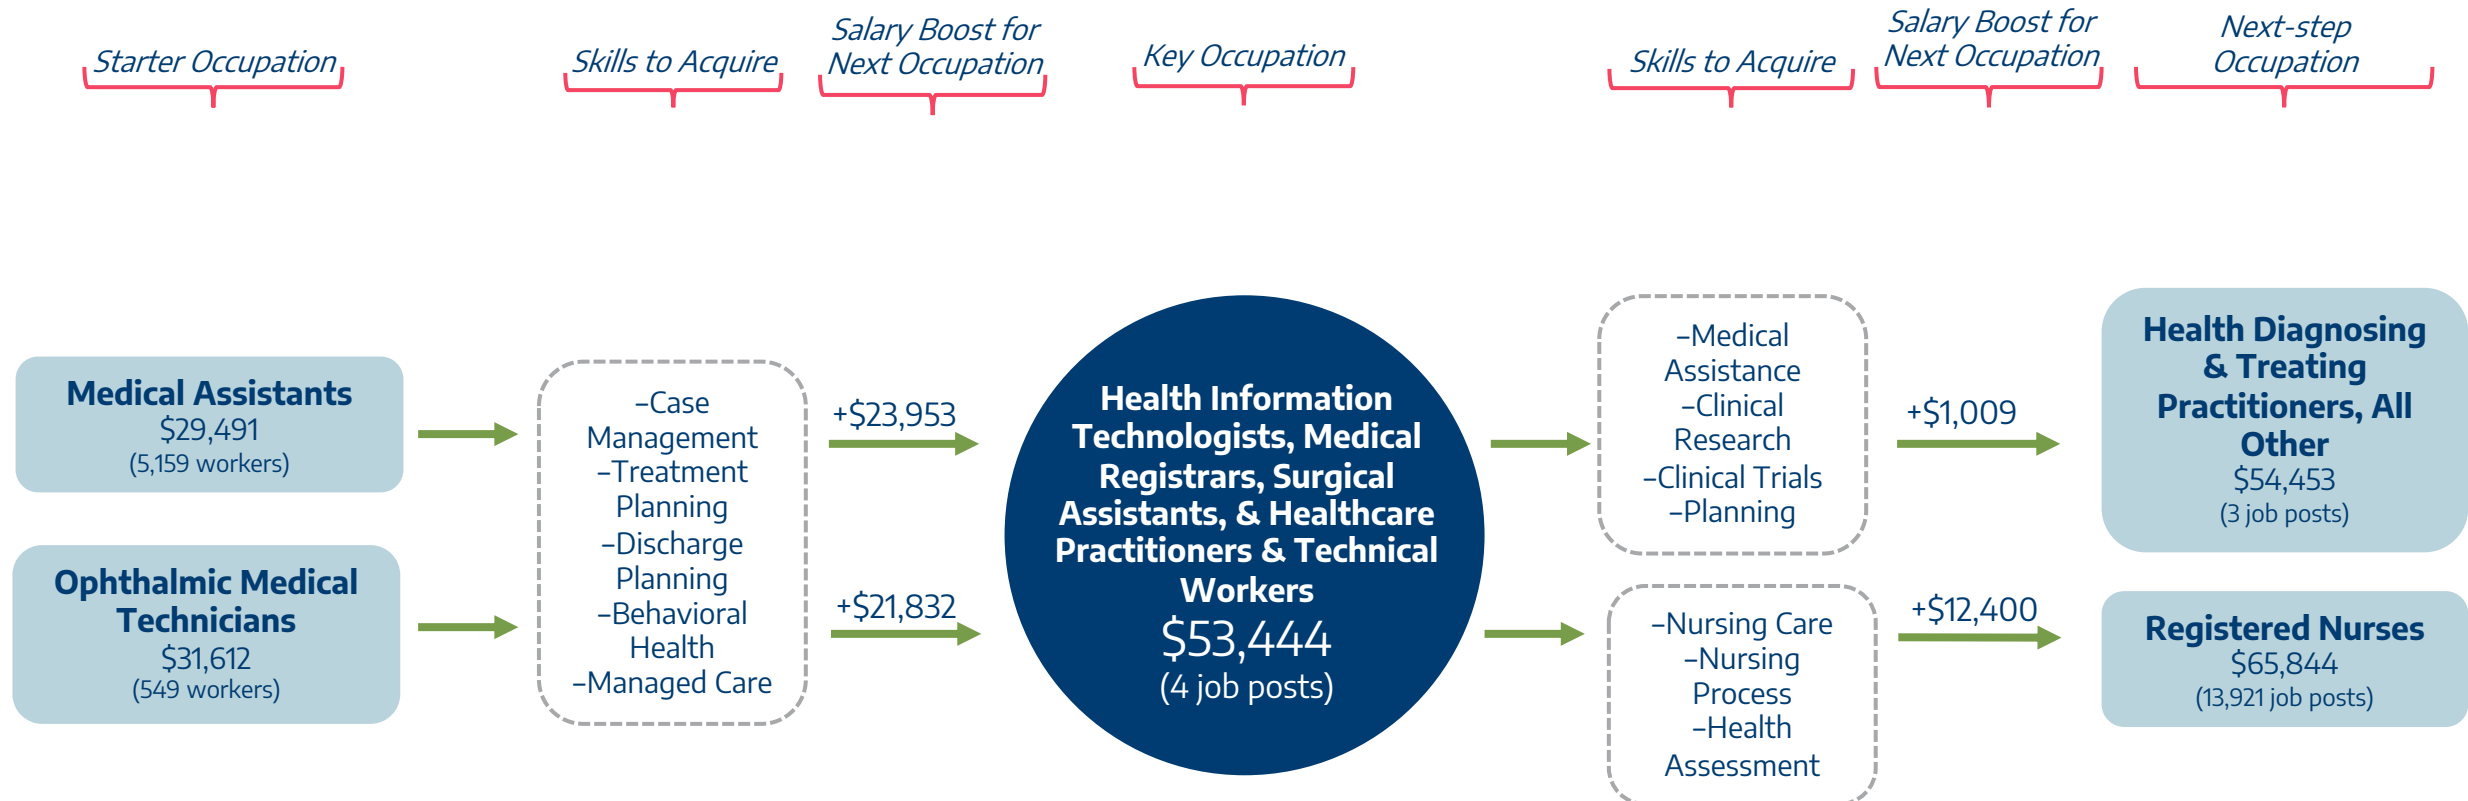 Starter Occupation
Skills to Acquire
Salary Boost for
Next Occupation
Key Occupation
Skills to Acquire
Salary Boost for
Next Occupation
Next-step
Occupation
Medical Assistants
$29,491
(5,159 workers)
Ophthalmic Medical
Technicians
$31,612
(549 workers)
–Case
Management
–Treatment
Planning
–Discharge
Planning
–Behavioral
Health
–Managed Care
+$23,953
+$21,832
Health Information
Technologists, Medical
Registrars, Surgical
Assistants, & Healthcare
Practitioners & Technical
Workers
$53,444
(4 job posts)
–Medical
Assistance
–Clinical
Research
–Clinical Trials
–Planning
+$1,009
Health Diagnosing
& Treating
Practitioners, All
Other
$54,453
(3 job posts)
–Nursing Care
–Nursing
Process
–Health
Assessment
+$12,400
Registered Nurses
$65,844
(13,921 job posts)